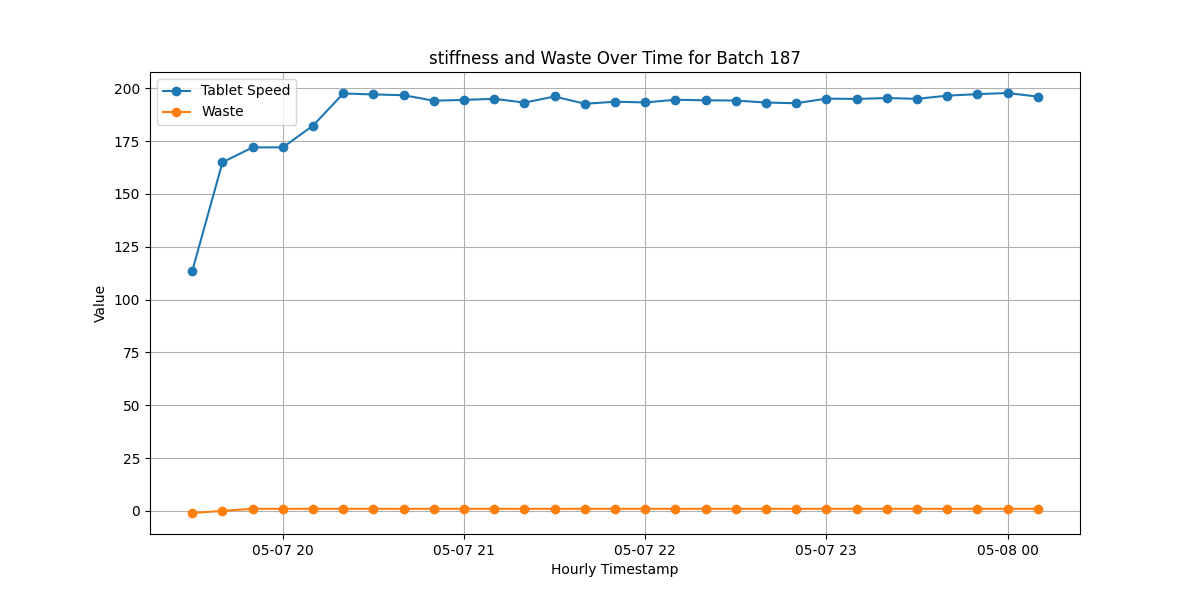 stiffness and Waste Over Time for Batch 187
Tablet Speed
Waste
200
175
150
125
100
75
50
25
0
Value
05-07 20
05-07 21
05-07 22
05-07 23
05-08 00
Hourly Timestamp